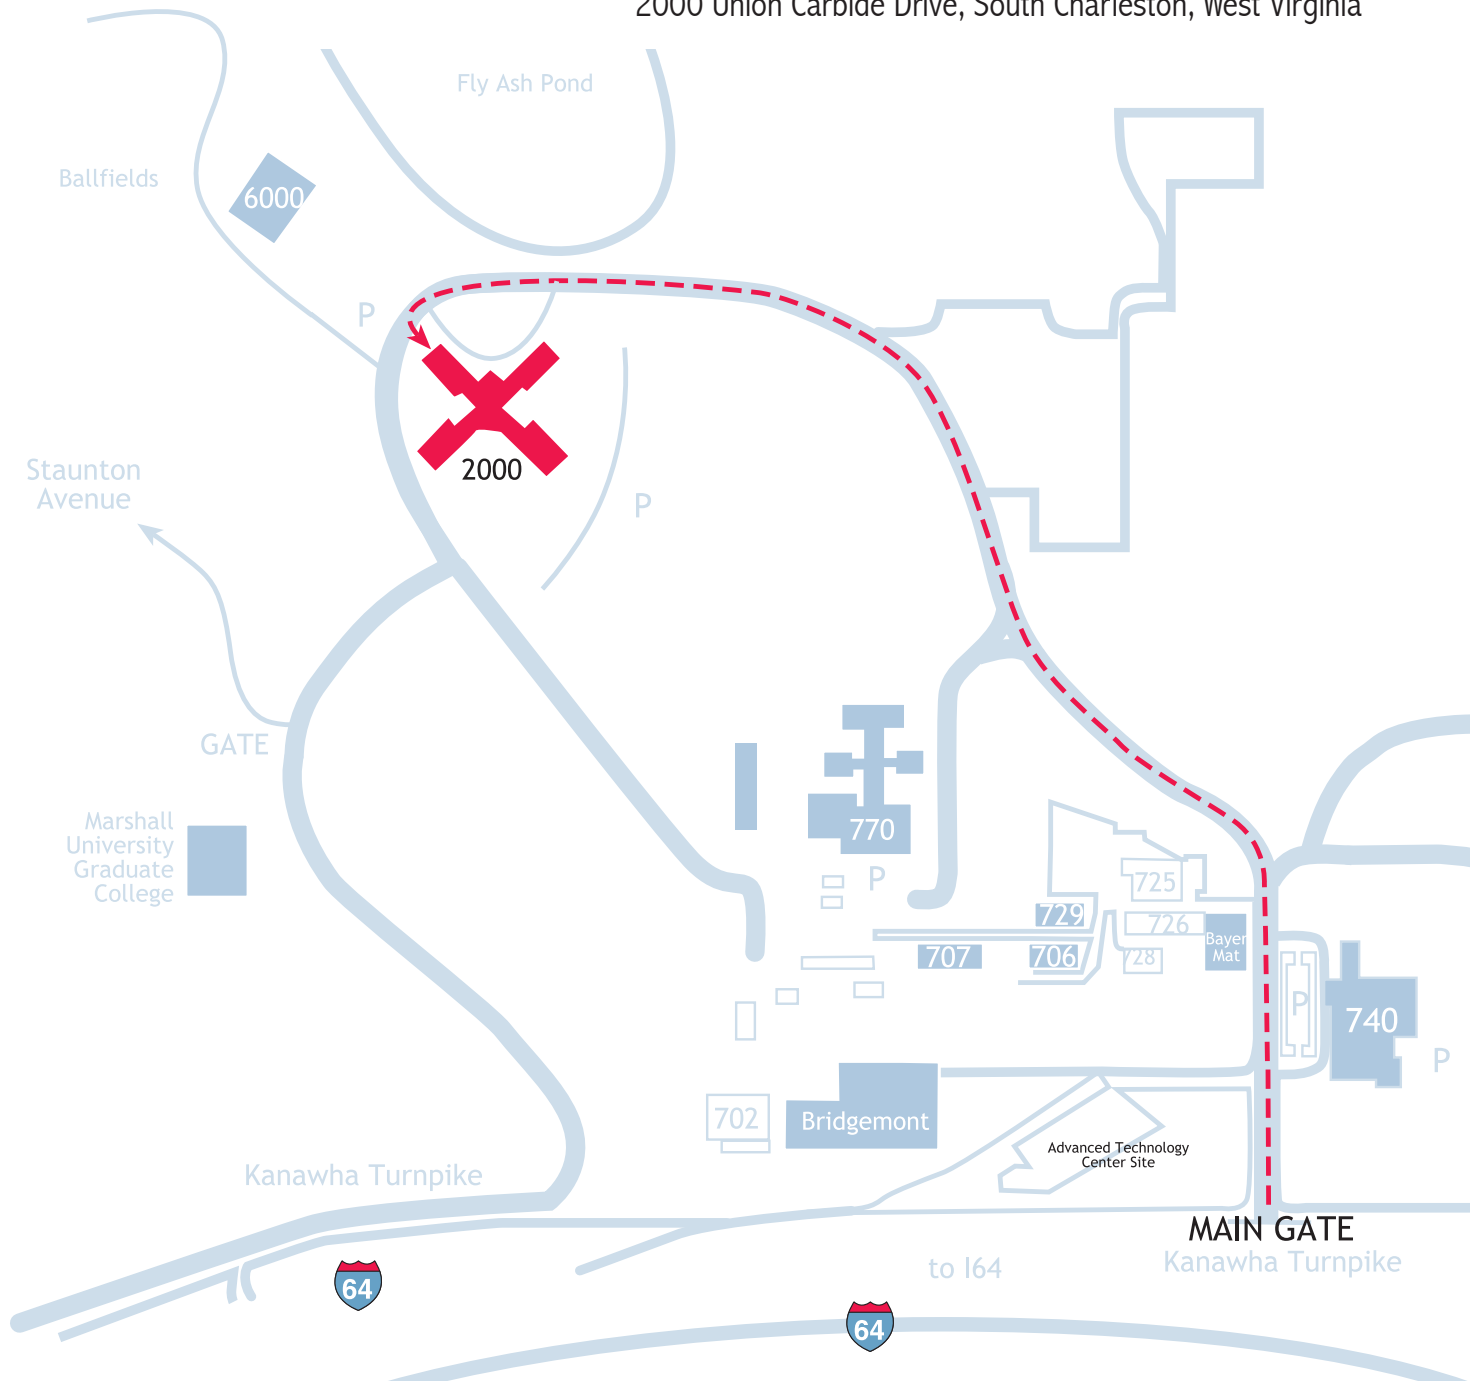 2000 Union Carbide Drive, South Charleston, West Virginia
Fly Ash Pond
Ballfields
6000
P
2000
Staunton
Avenue
P
GATE
770
Marshall
University
Graduate
College
P
725
729
726
Bayer
Mat
707
706
728
P
740
P
702
Bridgemont
Advanced Technology
Center Site
Kanawha Turnpike
MAIN GATE
Kanawha Turnpike
to I64
64
64